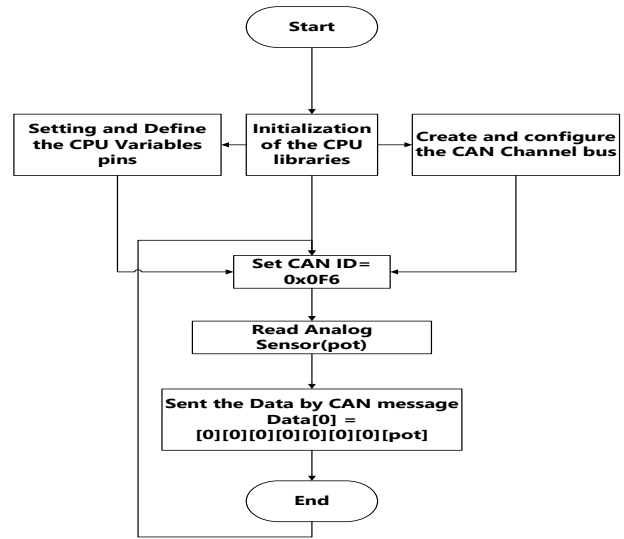 Start
Setting and Define
the CPU Variables
pins
Initialization
of the CPU
libraries
Create and configure
the CAN Channel bus
Set CAN ID=
0x0F6
Read Analog
Sensor(pot)
Sent the Data by CAN message
Data[0] =
[0][0][0][0][0][0][0][pot]
End